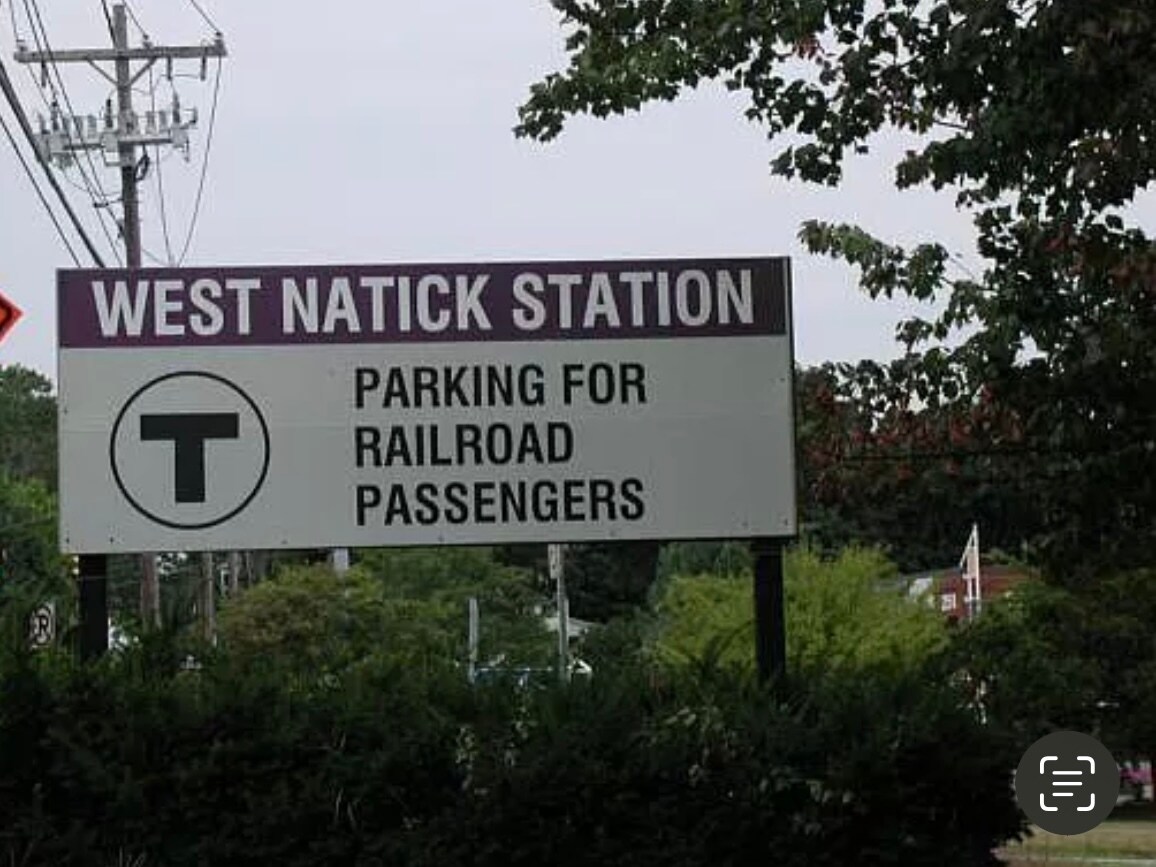 WEST NATICK STATION
T
PARKING FOR
RAILROAD
PASSENGERS